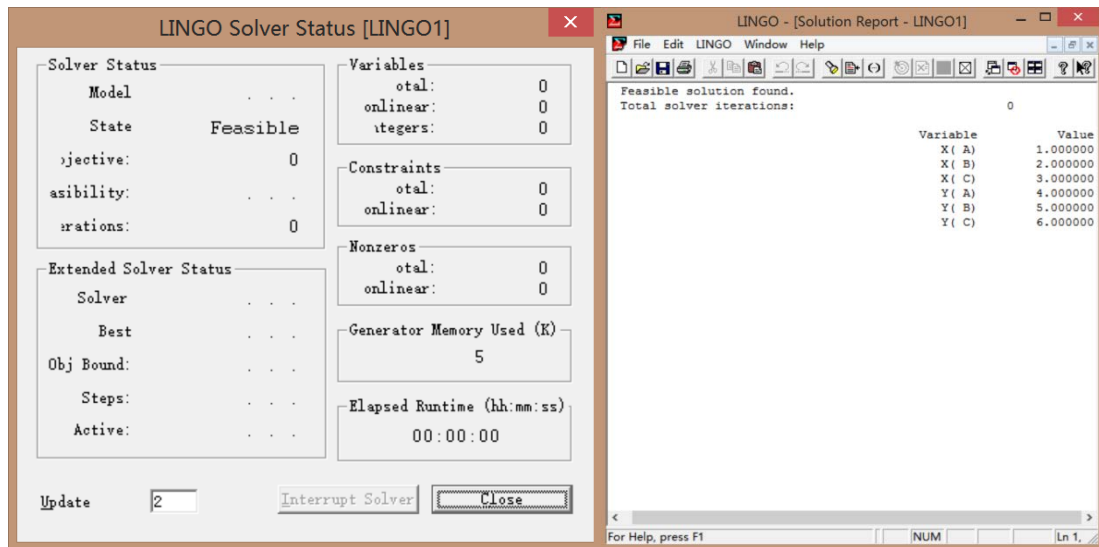 LINGO Solver Status [LINGO1]
Solver Status
Model . . .
State Feasible
ojective: 0
asibility: . . .
erations: 0
Extended Solver Status
Solver . . .
Best . . .
Obj Bound: . . .
Steps: . . .
Active: . . .
Variables
otal: 0
onlinear: 0
ntegers: 0
Constraints
otal: 0
onlinear: 0
Nonzeros
otal: 0
onlinear: 0
Generator Memory Used (K)
5
Elapsed Runtime (hh:mm:ss)
00:00:00
Update 2 Interrupt Solver Close
LINGO - [Solution Report - LINGO1]
File Edit LINGO Window Help
Feasible solution found.
Total solver iterations: 0
Variable Value
X( A) 1.000000
X( B) 2.000000
X( C) 3.000000
Y( A) 4.000000
Y( B) 5.000000
Y( C) 6.000000
For Help, press F1 NUM Ln 1,